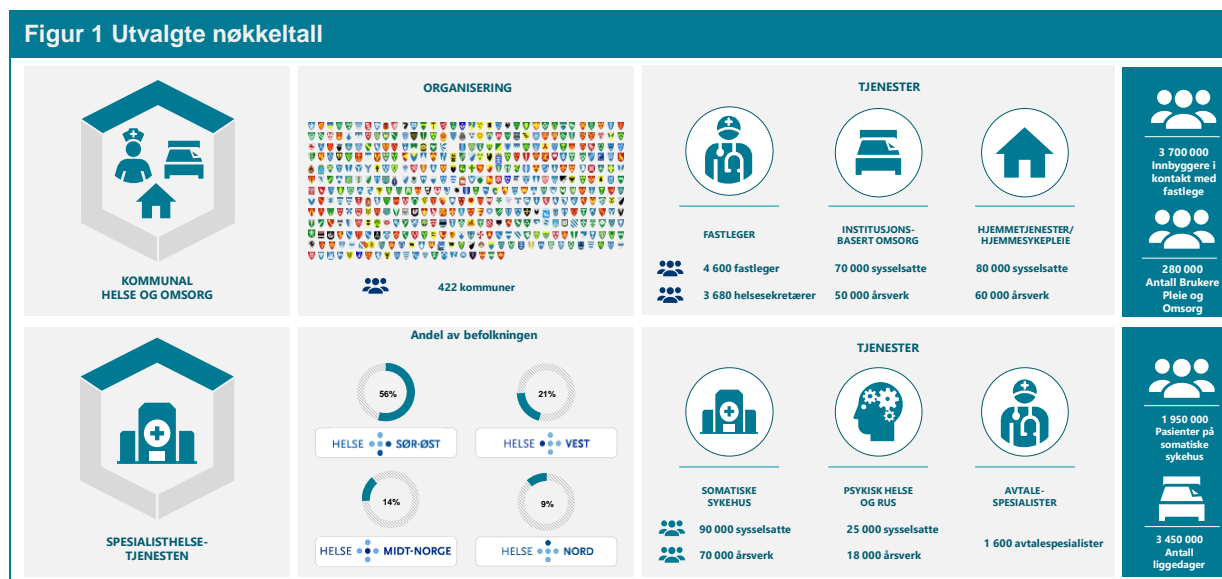 Figur 1 Utvalgte nøkkeltall
KOMMUNAL
HELSE OG OMSORG
ORGANISERING
422 kommuner
TJENESTER
FASTLEGER
4 600 fastleger
3 680 helsesekretærer
INSTITUSJONS-
BASERT OMSORG
70 000 sysselsatte
50 000 årsverk
HJEMMETJENESTER/
HJEMMESYKEPLEIE
80 000 sysselsatte
60 000 årsverk
3 700 000
Innbyggere i
kontakt med
fastlege
280 000
Antall Brukere
Pleie og
Omsorg
SPESIALISTHELSE-
TJENESTEN
Andel av befolkningen
56%
HELSE SØR-ØST
21%
HELSE VEST
14%
HELSE MIDT-NORGE
9%
HELSE NORD
TJENESTER
SOMATISKE
SYKEHUS
90 000 sysselsatte
70 000 årsverk
PSYKISK HELSE
OG RUS
25 000 sysselsatte
18 000 årsverk
AVTALE-
SPESIALISTER
1 600 avtalespesialister
1 950 000
Pasienter på
somatiske
sykehus
3 450 000
Antall
liggedager